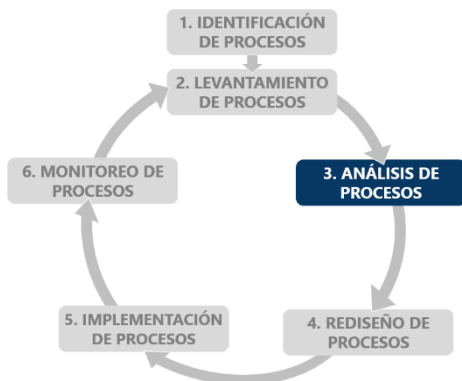 1. IDENTIFICACIÓN
DE PROCESOS
2. LEVANTAMIENTO
DE PROCESOS
3. ANÁLISIS DE
PROCESOS
4. REDISEÑO DE
PROCESOS
5. IMPLEMENTACIÓN
DE PROCESOS
6. MONITOREO DE
PROCESOS